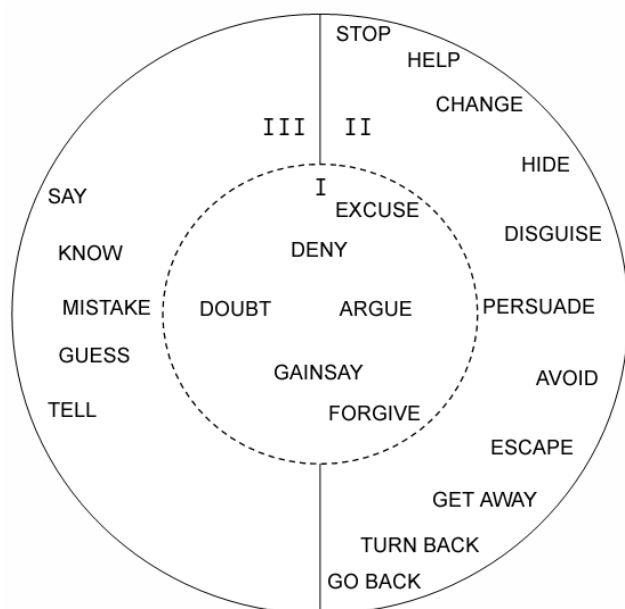 STOP
HELP
CHANGE
III II
HIDE
I
SAY
EXCUSE
DISGUISE
KNOW
DENY
MISTAKE DOUBT ARGUE PERSUADE
GUESS
GAINSAY
AVOID
TELL
FORGIVE
ESCAPE
GET AWAY
TURN BACK
GO BACK